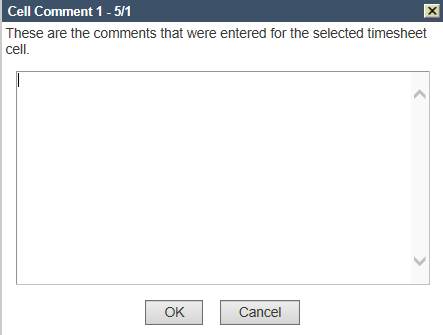 Cell Comment 1 - 5/1
These are the comments that were entered for the selected timesheet
cell.
OK
Cancel